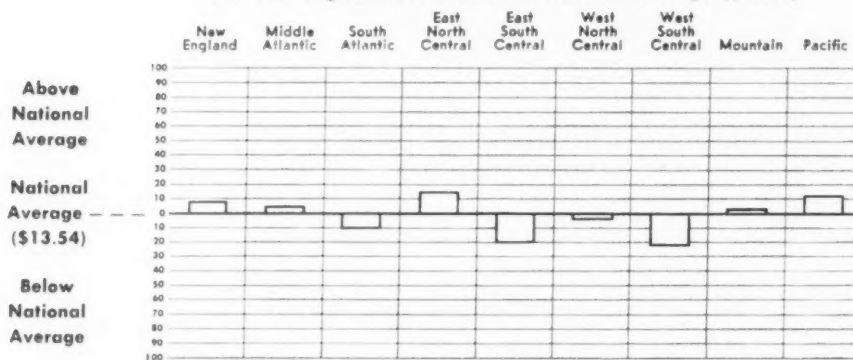 New England
Middle Atlantic
South Atlantic
East North Central
East South Central
West North Central
West South Central
Mountain
Pacific
Above
National
Average
National
Average
($13.54)
Below
National
Average
100
90
80
70
60
50
40
30
20
10
0
10
20
30
40
50
60
70
80
90
100